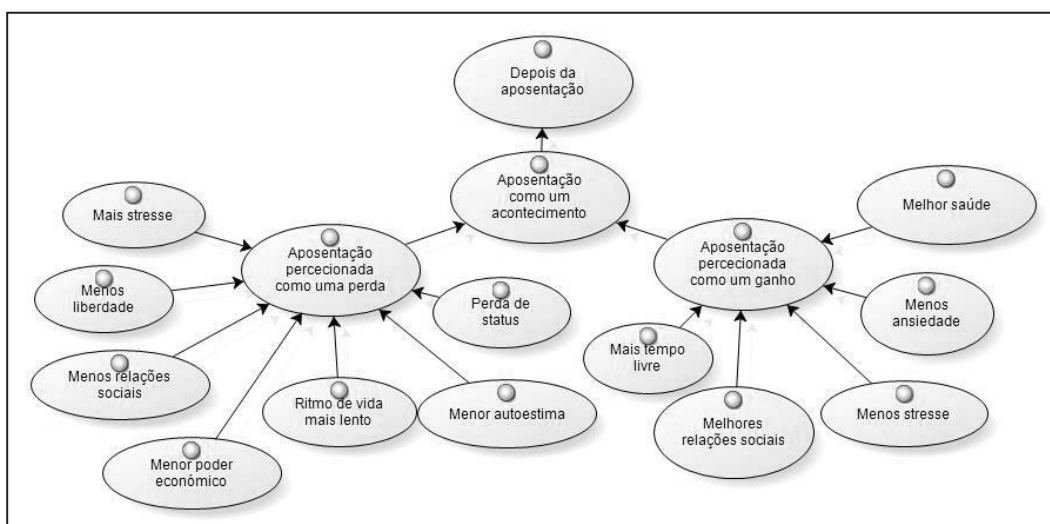 Depois da
aposentação
Aposentação
como um
acontecimento
Mais stresse
Melhor saúde
Aposentação
percecionada
como uma perda
Aposentação
percecionada
como um ganho
Menos
liberdade
Perda de
status
Menos
ansiedade
Mais tempo
livre
Menos relações
sociais
Ritmo de vida
mais lento
Menor autoestima
Melhores
relações sociais
Menos stresse
Menor poder
económico